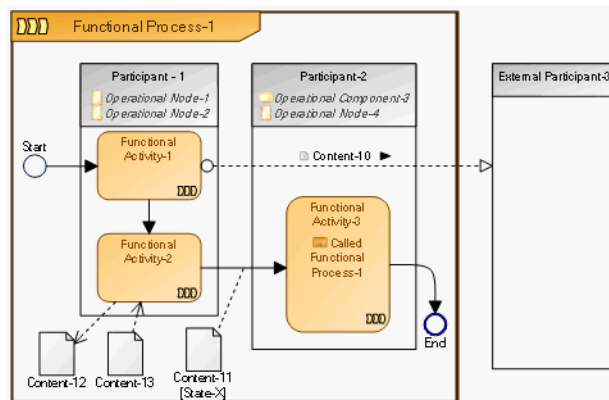 Functional Process-1
Participant - 1
Operational Node-1
Operational Node-2
Participant-2
Operational Component-3
Operational Node-4
External Participant-3
Start
Functional
Activity-1
Content-10
Functional
Activity-2
Functional
Activity-3
Called
Functional
Process-1
End
Content-12
Content-13
Content-11
[State-X]